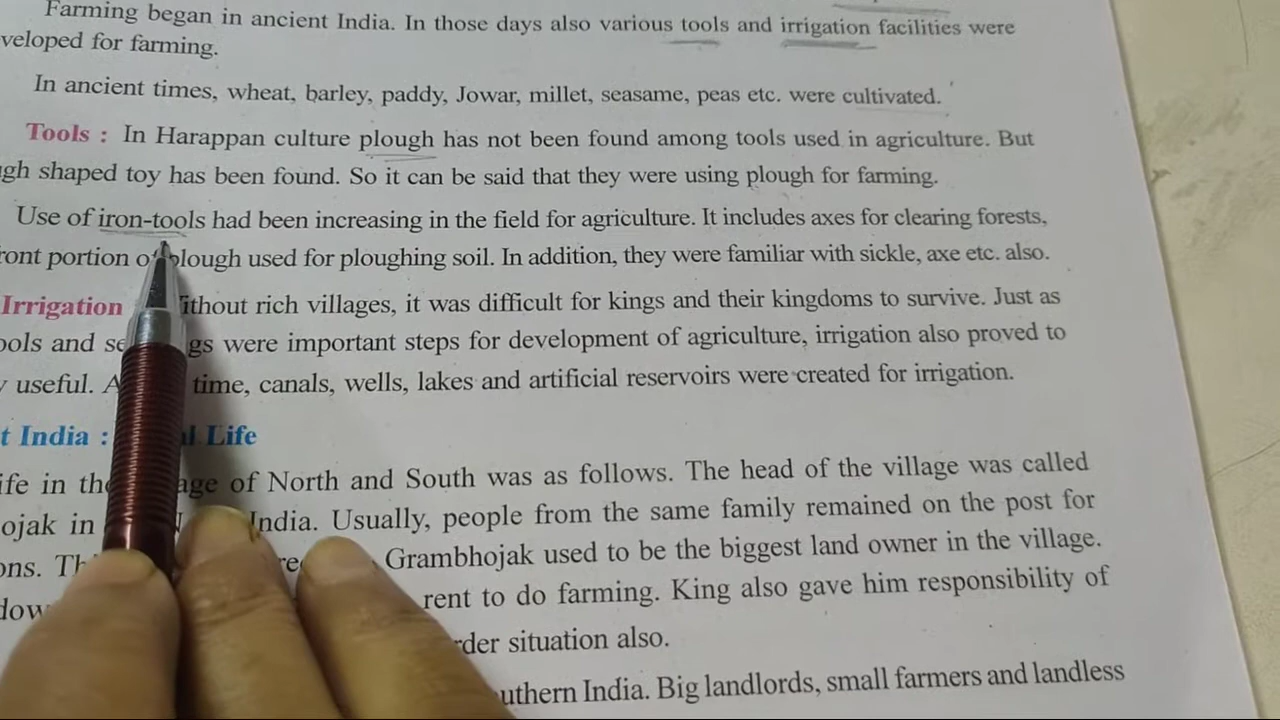 Farming began in ancient India. In those days also various tools and irrigation facilities were
veloped for farming.
In ancient times, wheat, barley, paddy, Jowar, millet, seasame, peas etc. were cultivated.
Tools : In Harappan culture plough has not been found among tools used in agriculture. But
gh shaped toy has been found. So it can be said that they were using plough for farming.
Use of iron-tools had been increasing in the field for agriculture. It includes axes for clearing forests,
ront portion of plough used for ploughing soil. In addition, they were familiar with sickle, axe etc. also.
Irrigation ithout rich villages, it was difficult for kings and their kingdoms to survive. Just as
ools and se gs were important steps for development of agriculture, irrigation also proved to
y useful. A time, canals, wells, lakes and artificial reservoirs were created for irrigation.
t India : l Life
ife in the age of North and South was as follows. The head of the village was called
ojak in N India. Usually, people from the same family remained on the post for
ons. Th Grambhojak used to be the biggest land owner in the village.
low rent to do farming. King also gave him responsibility of
rder situation also.
uthern India. Big landlords, small farmers and landless